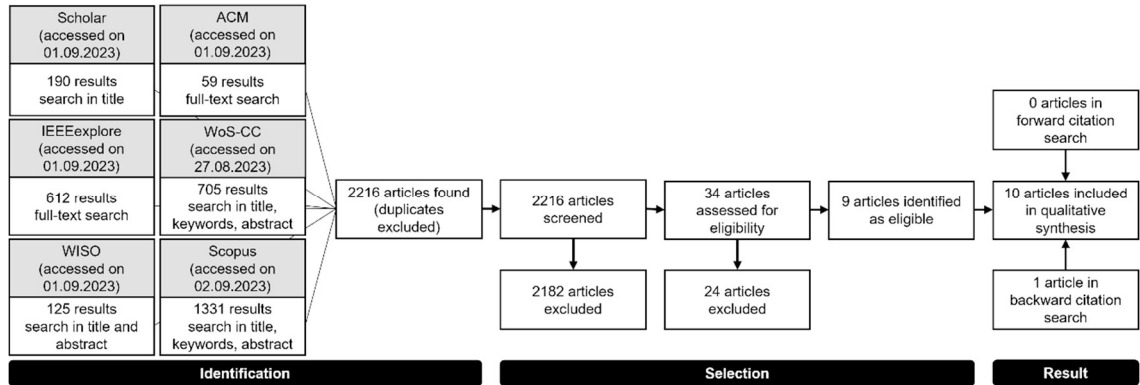 Scholar
(accessed on
01.09.2023)
190 results
search in title
ACM
(accessed on
01.09.2023)
59 results
full-text search
IEEExplore
(accessed on
01.09.2023)
612 results
full-text search
WoS-CC
(accessed on
27.08.2023)
705 results
search in title,
keywords, abstract
WISO
(accessed on
01.09.2023)
125 results
search in title and
abstract
Scopus
(accessed on
02.09.2023)
1331 results
search in title,
keywords, abstract
2216 articles found
(duplicates
excluded)
2216 articles
screened
2182 articles
excluded
34 articles
assessed for
eligibility
24 articles
excluded
9 articles identified
as eligible
0 articles in
forward citation
search
10 articles included
in qualitative
synthesis
1 article in
backward citation
search
Identification
Selection
Result